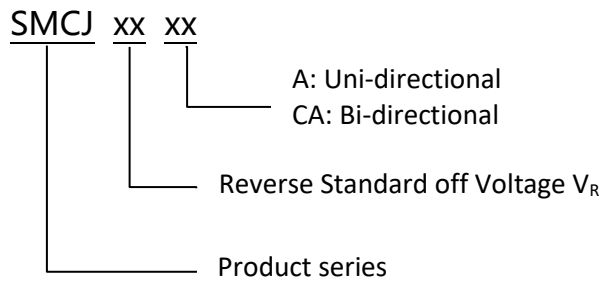 SMCJ xx xx
A: Uni-directional
CA: Bi-directional
Reverse Standard off Voltage VR
Product series